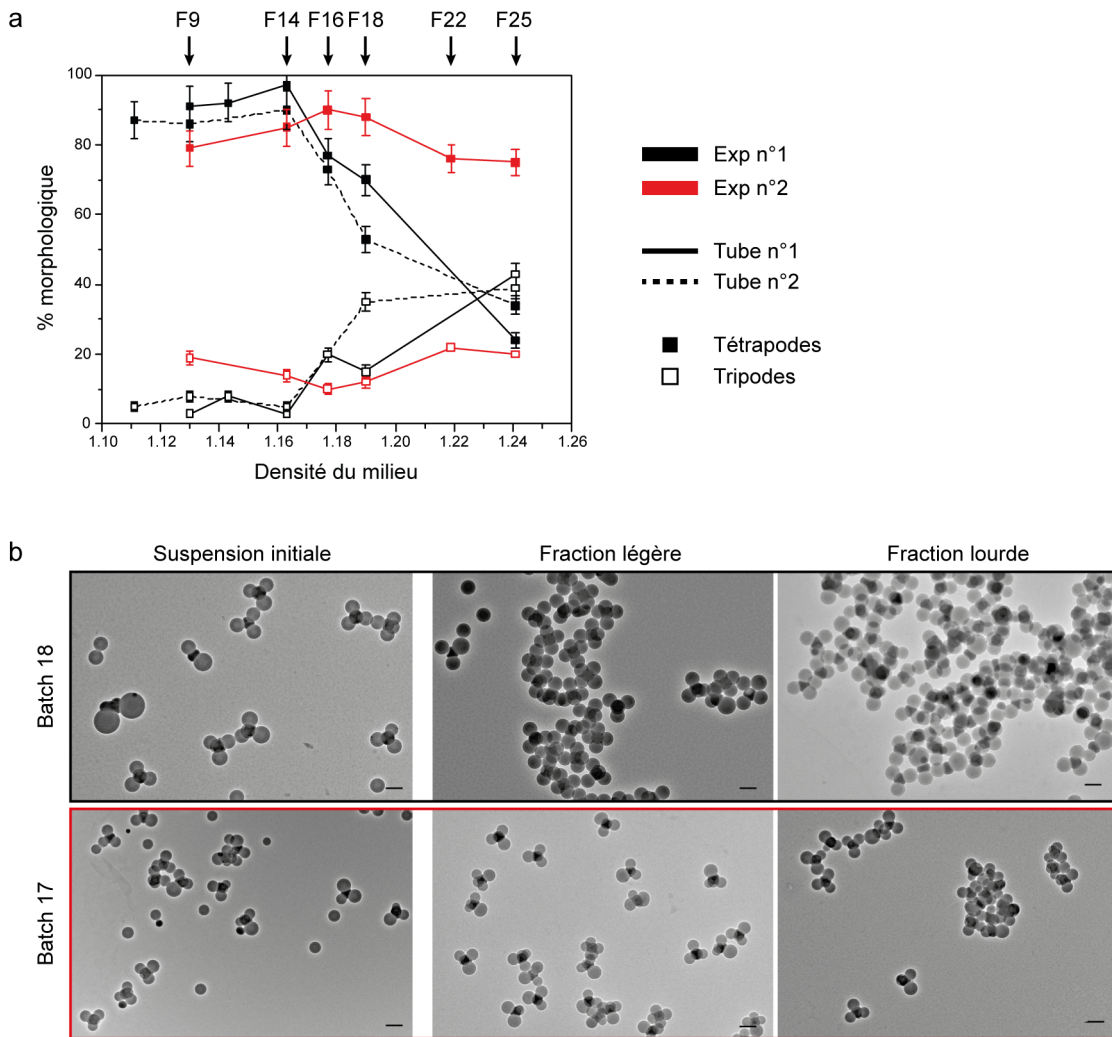 a
F9 F14 F16 F18 F22 F25
100
80
60
40
20
0
% morphologique
1.10 1.12 1.14 1.16 1.18 1.20 1.22 1.24 1.26
Densité du milieu
Exp n°1
Exp n°2
Tube n°1
Tube n°2
Tétrapodes
Tripodes
b
Suspension initiale Fraction légère Fraction lourde
Batch 18
Batch 17